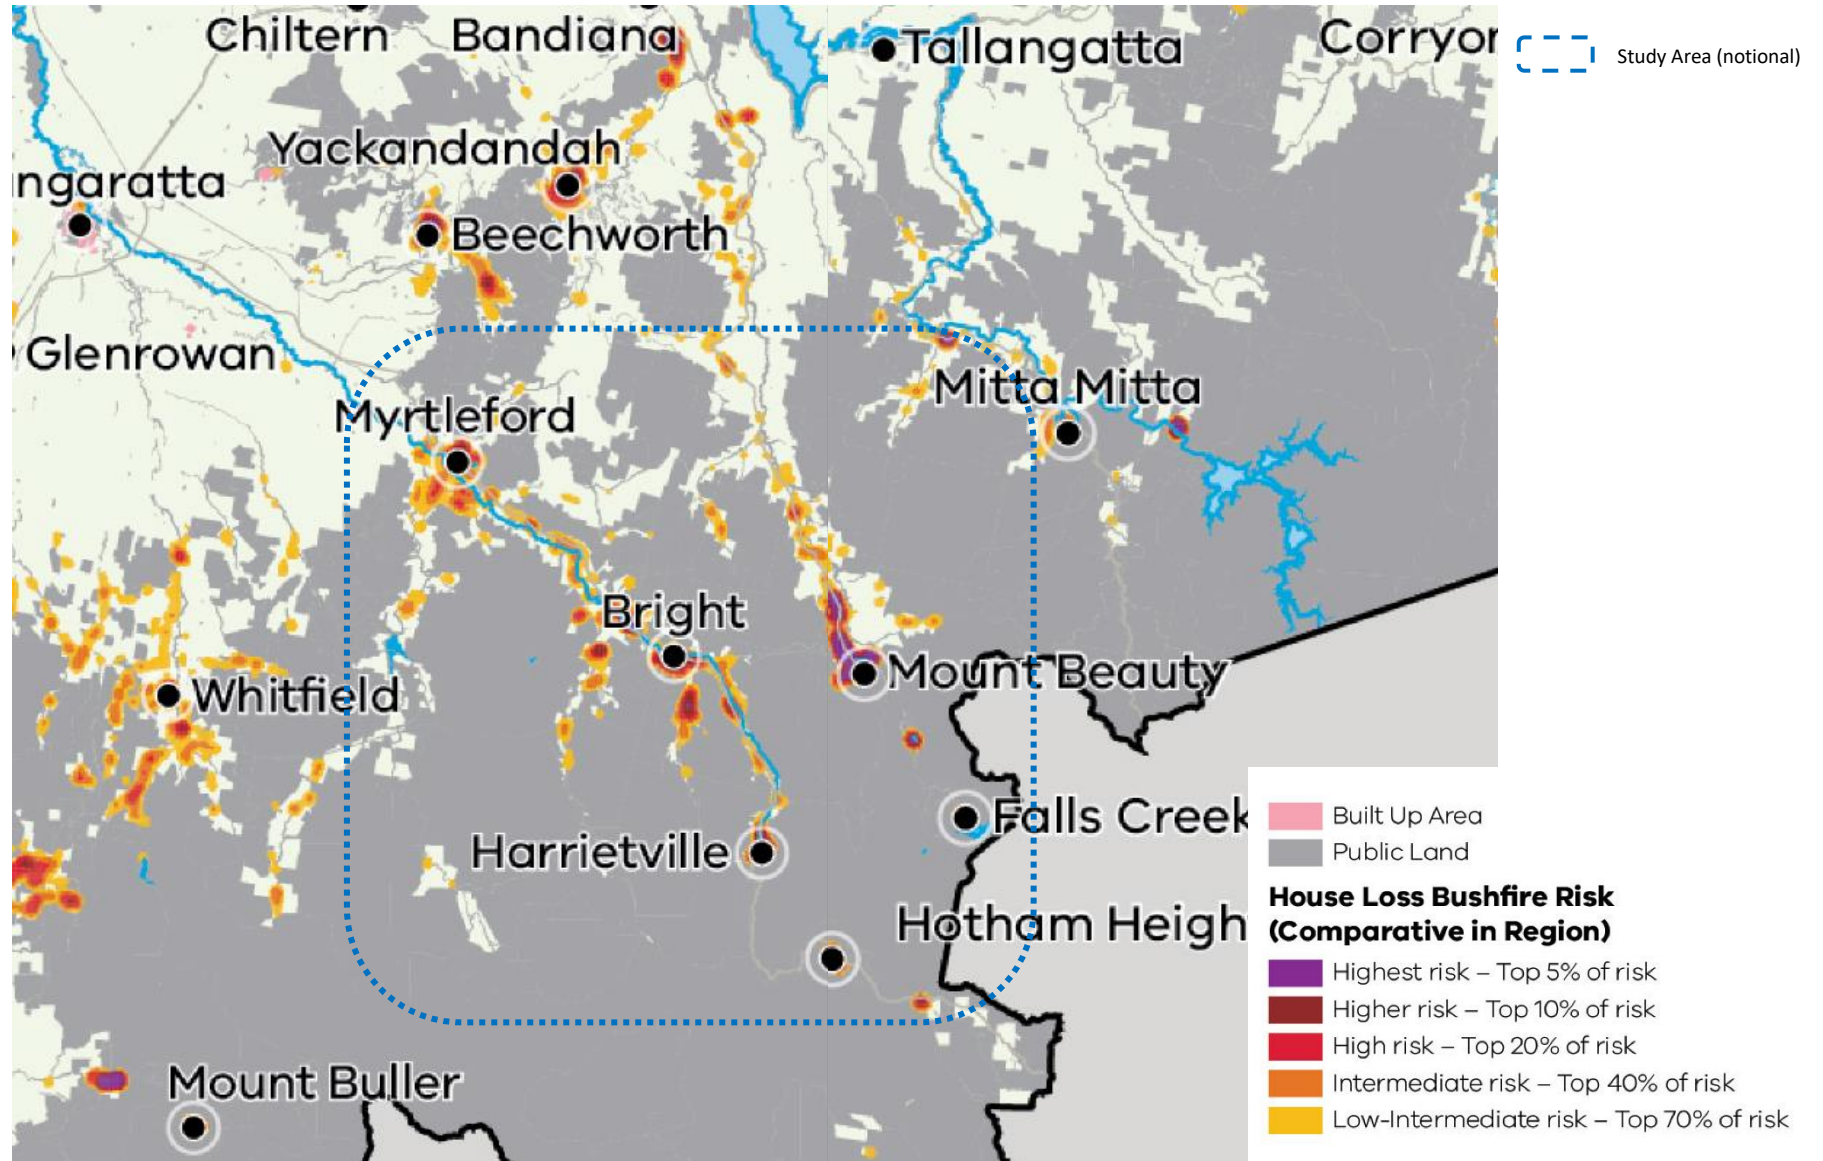 Chiltern
Bandiana
Tallangatta
Corryor
Study Area (notional)
Yackandandah
ngaratta
Beechworth
Glenrowan
Mitta Mitta
Myrtleford
Bright
Mount Beauty
Whitfield
Falls Creek
Harrietville
Hotham Heigh
Mount Buller
Built Up Area
Public Land
House Loss Bushfire Risk
(Comparative in Region)
Highest risk – Top 5% of risk
Higher risk – Top 10% of risk
High risk – Top 20% of risk
Intermediate risk – Top 40% of risk
Low-Intermediate risk – Top 70% of risk